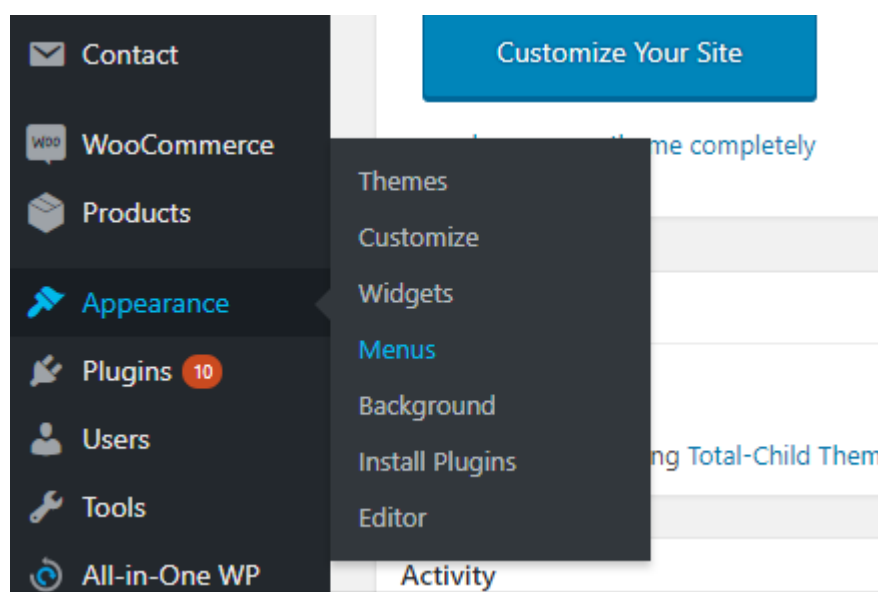 Contact
Customize Your Site
Woo
WooCommerce
me completely
Themes
Products
Customize
Appearance
Widgets
Menus
Plugins 10
Background
Users
Install Plugins
ng Total-Child Them
Tools
Editor
All-in-One WP
Activity